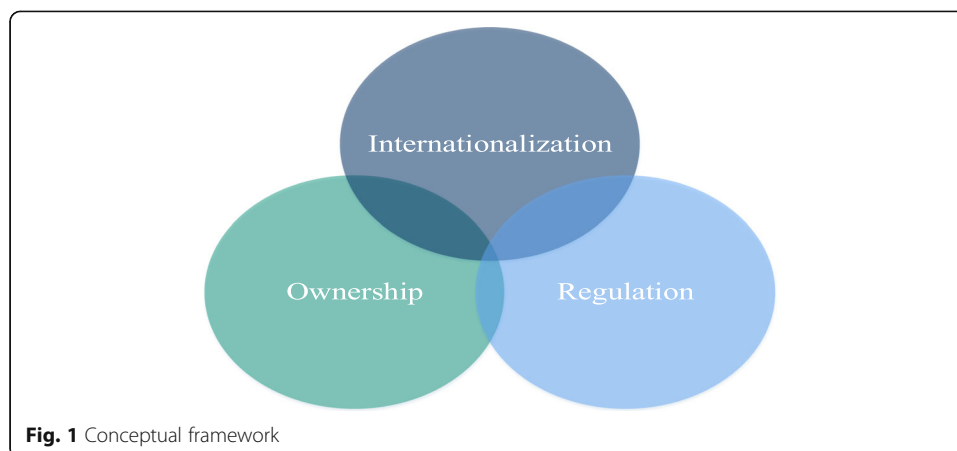 Internationalization
Ownership
Regulation
Fig. 1 Conceptual framework